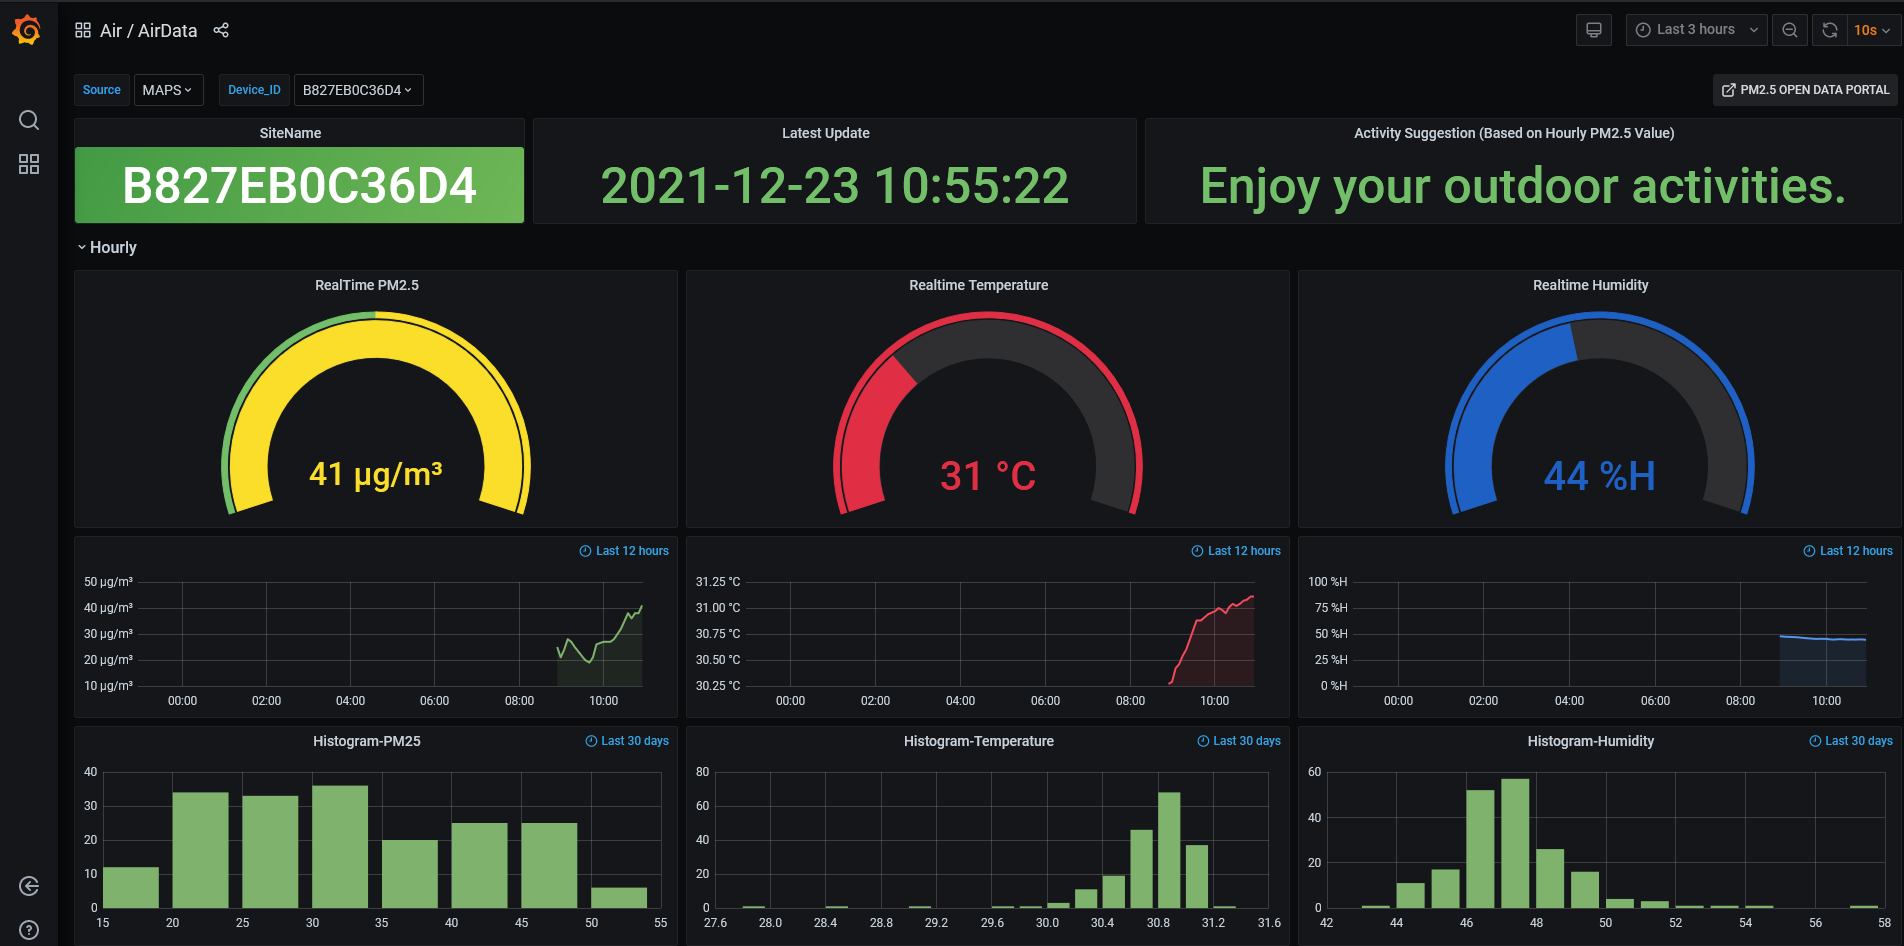 Air / AirData
Last 3 hours
10s
Source MAPS Device_ID B827EB0C36D4
PM2.5 OPEN DATA PORTAL
SiteName
B827EB0C36D4
Latest Update
2021-12-23 10:55:22
Activity Suggestion (Based on Hourly PM2.5 Value)
Enjoy your outdoor activities.
Hourly
RealTime PM2.5
41 μg/m³
Realtime Temperature
31 °C
Realtime Humidity
44 %H
Last 12 hours
50 μg/m³
40 μg/m³
30 μg/m³
20 μg/m³
10 μg/m³
00:00 02:00 04:00 06:00 08:00 10:00
Last 12 hours
31.25 °C
31.00 °C
30.75 °C
30.50 °C
30.25 °C
00:00 02:00 04:00 06:00 08:00 10:00
Last 12 hours
100 %H
75 %H
50 %H
25 %H
0 %H
00:00 02:00 04:00 06:00 08:00 10:00
Histogram-PM25
Last 30 days
40
30
20
10
0
15 20 25 30 35 40 45 50 55
Histogram-Temperature
Last 30 days
80
60
40
20
0
27.6 28.0 28.4 28.8 29.2 29.6 30.0 30.4 30.8 31.2 31.6
Histogram-Humidity
Last 30 days
60
40
20
0
42 44 46 48 50 52 54 56 58